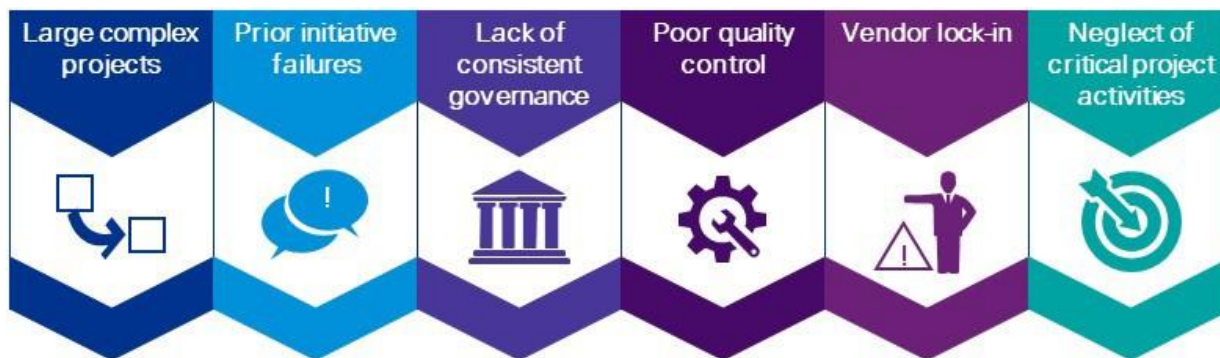 Large complex
projects
Prior initiative
failures
Lack of
consistent
governance
Poor quality
control
Vendor lock-in
Neglect of
critical project
activities
!
!